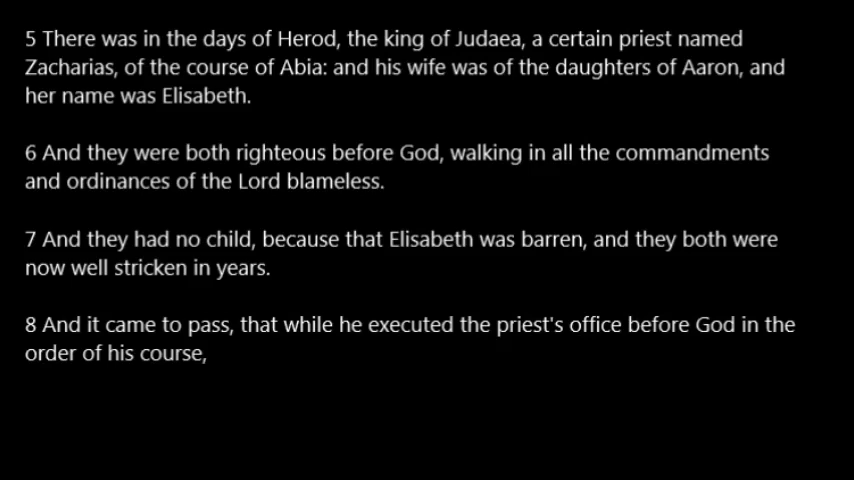 5 There was in the days of Herod, the king of Judaea, a certain priest named
Zacharias, of the course of Abia: and his wife was of the daughters of Aaron, and
her name was Elisabeth.
6 And they were both righteous before God, walking in all the commandments
and ordinances of the Lord blameless.
7 And they had no child, because that Elisabeth was barren, and they both were
now well stricken in years.
8 And it came to pass, that while he executed the priest's office before God in the
order of his course,